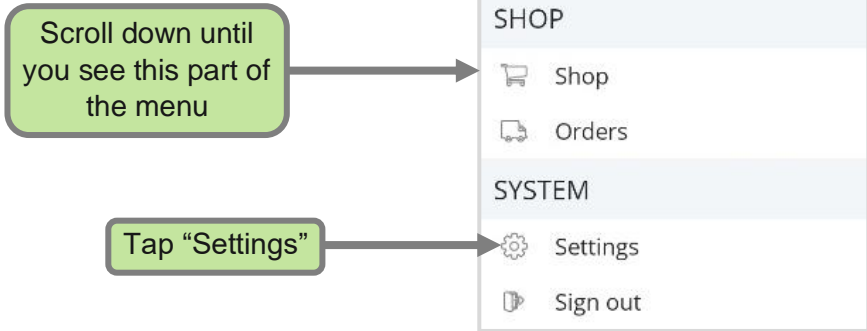 Scroll down until
you see this part of
the menu
SHOP
Shop
Orders
SYSTEM
Tap “Settings”
Settings
Sign out